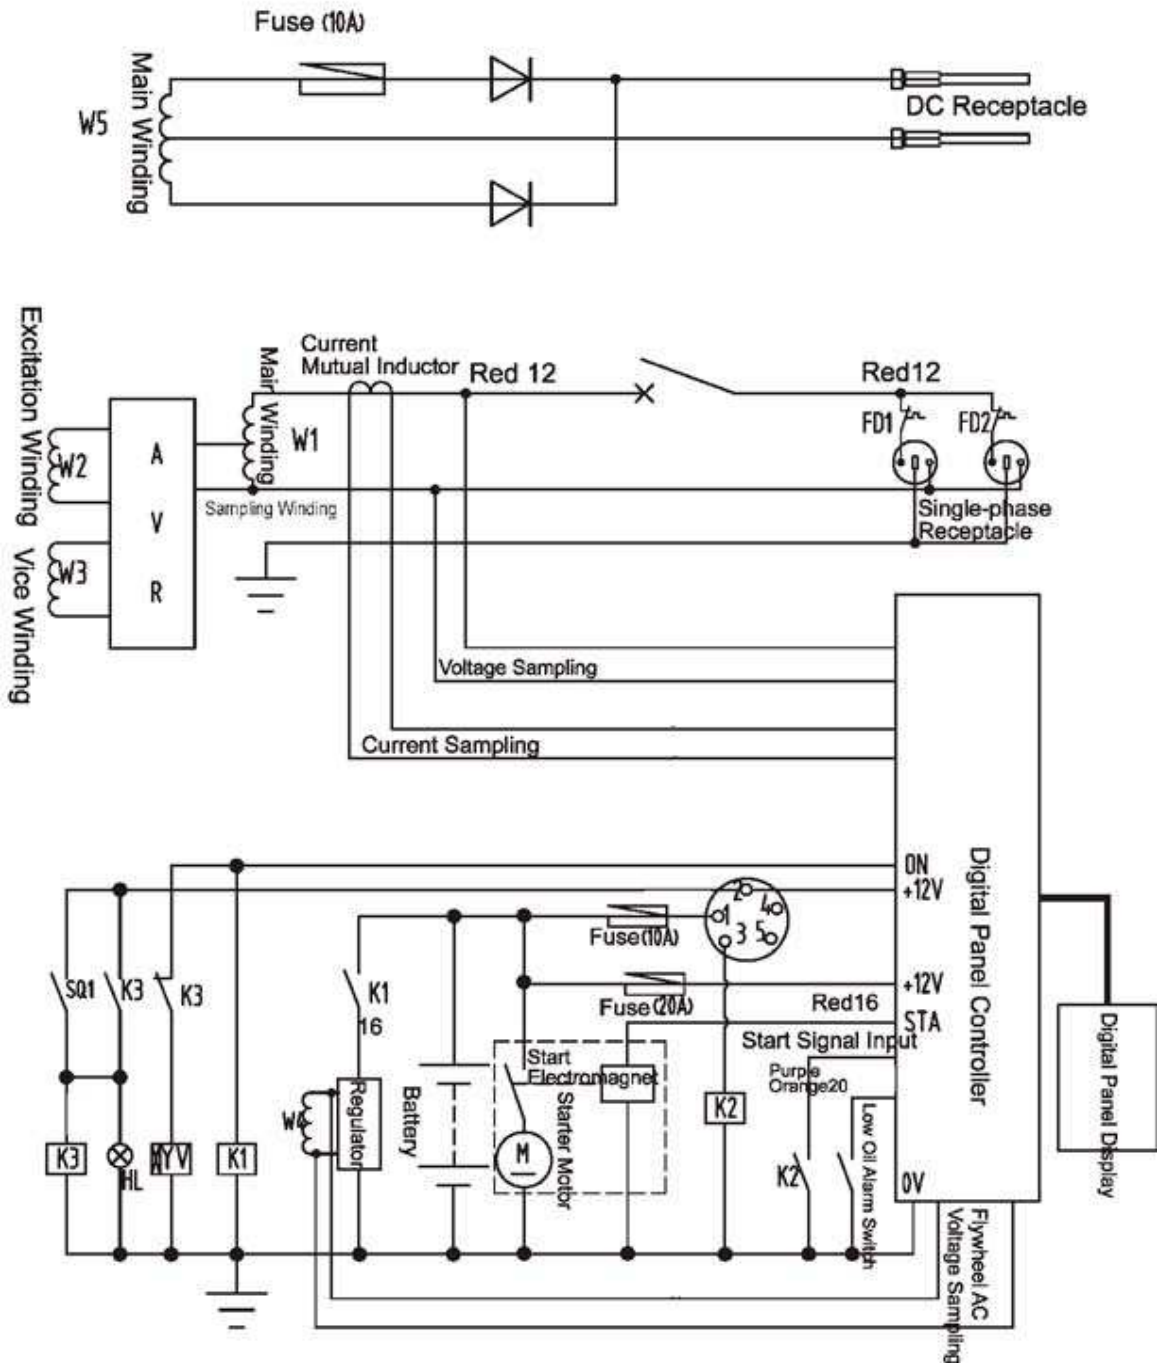 Fuse (10A)
Main Winding
W5
DC Receptacle
Excitation Winding
Current
Mutual Inductor
Red 12
Red12
Main Winding
W1
FD1
FD2
W2
A
V
R
Sampling Winding
Single-phase
Receptacle
W3
Vice Winding
Voltage Sampling
Current Sampling
Digital Panel Controller
ON
+12V
2
1
4
3
5
Fuse(10A)
SQ1
K3
K3
K1
16
+12V
Fuse(20A)
Red16
STA
Start Signal Input
Start
Electromagnet
Purple
Orange20
Digital Panel Display
Regulator
Battery
Starter Motor
K2
Low Oil Alarm Switch
W4
K3
HL
YV
K1
M
K2
0V
Flywheel AC
Voltage Sampling